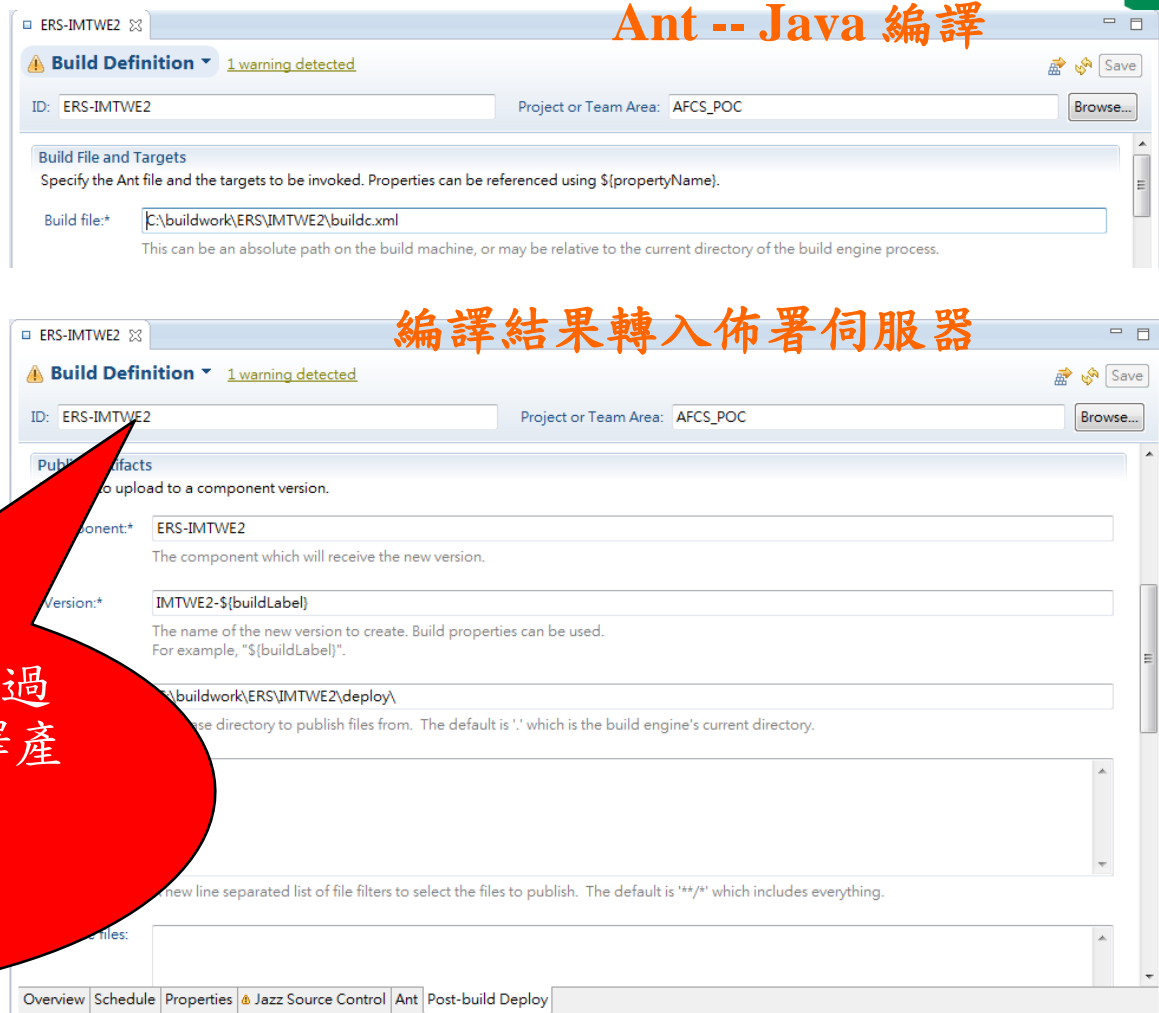 Ant -- Java 編譯
ERS-IMTWE2
Build Definition 1 warning detected
Save
ID: ERS-IMTWE2 Project or Team Area: AFCS_POC Browse...
Build File and Targets
Specify the Ant file and the targets to be invoked. Properties can be referenced using ${propertyName}.
Build file:* C:\buildwork\ERS\IMTWE2\buildc.xml
This can be an absolute path on the build machine, or may be relative to the current directory of the build engine process.
編譯結果轉入佈署伺服器
ERS-IMTWE2
Build Definition 1 warning detected
Save
ID: ERS-IMTWE2 Project or Team Area: AFCS_POC Browse...
to upload to a component version.
ERS-IMTWE2
The component which will receive the new version.
Version:* IMTWE2-${buildLabel}
The name of the new version to create. Build properties can be used.
For example, "${buildLabel}".
過
產
\buildwork\ERS\IMTWE2\deploy\
directory to publish files from. The default is '.' which is the build engine's current directory.
new line separated list of file filters to select the files to publish. The default is '**/*' which includes everything.
files:
Overview Schedule Properties Jazz Source Control Ant Post-build Deploy